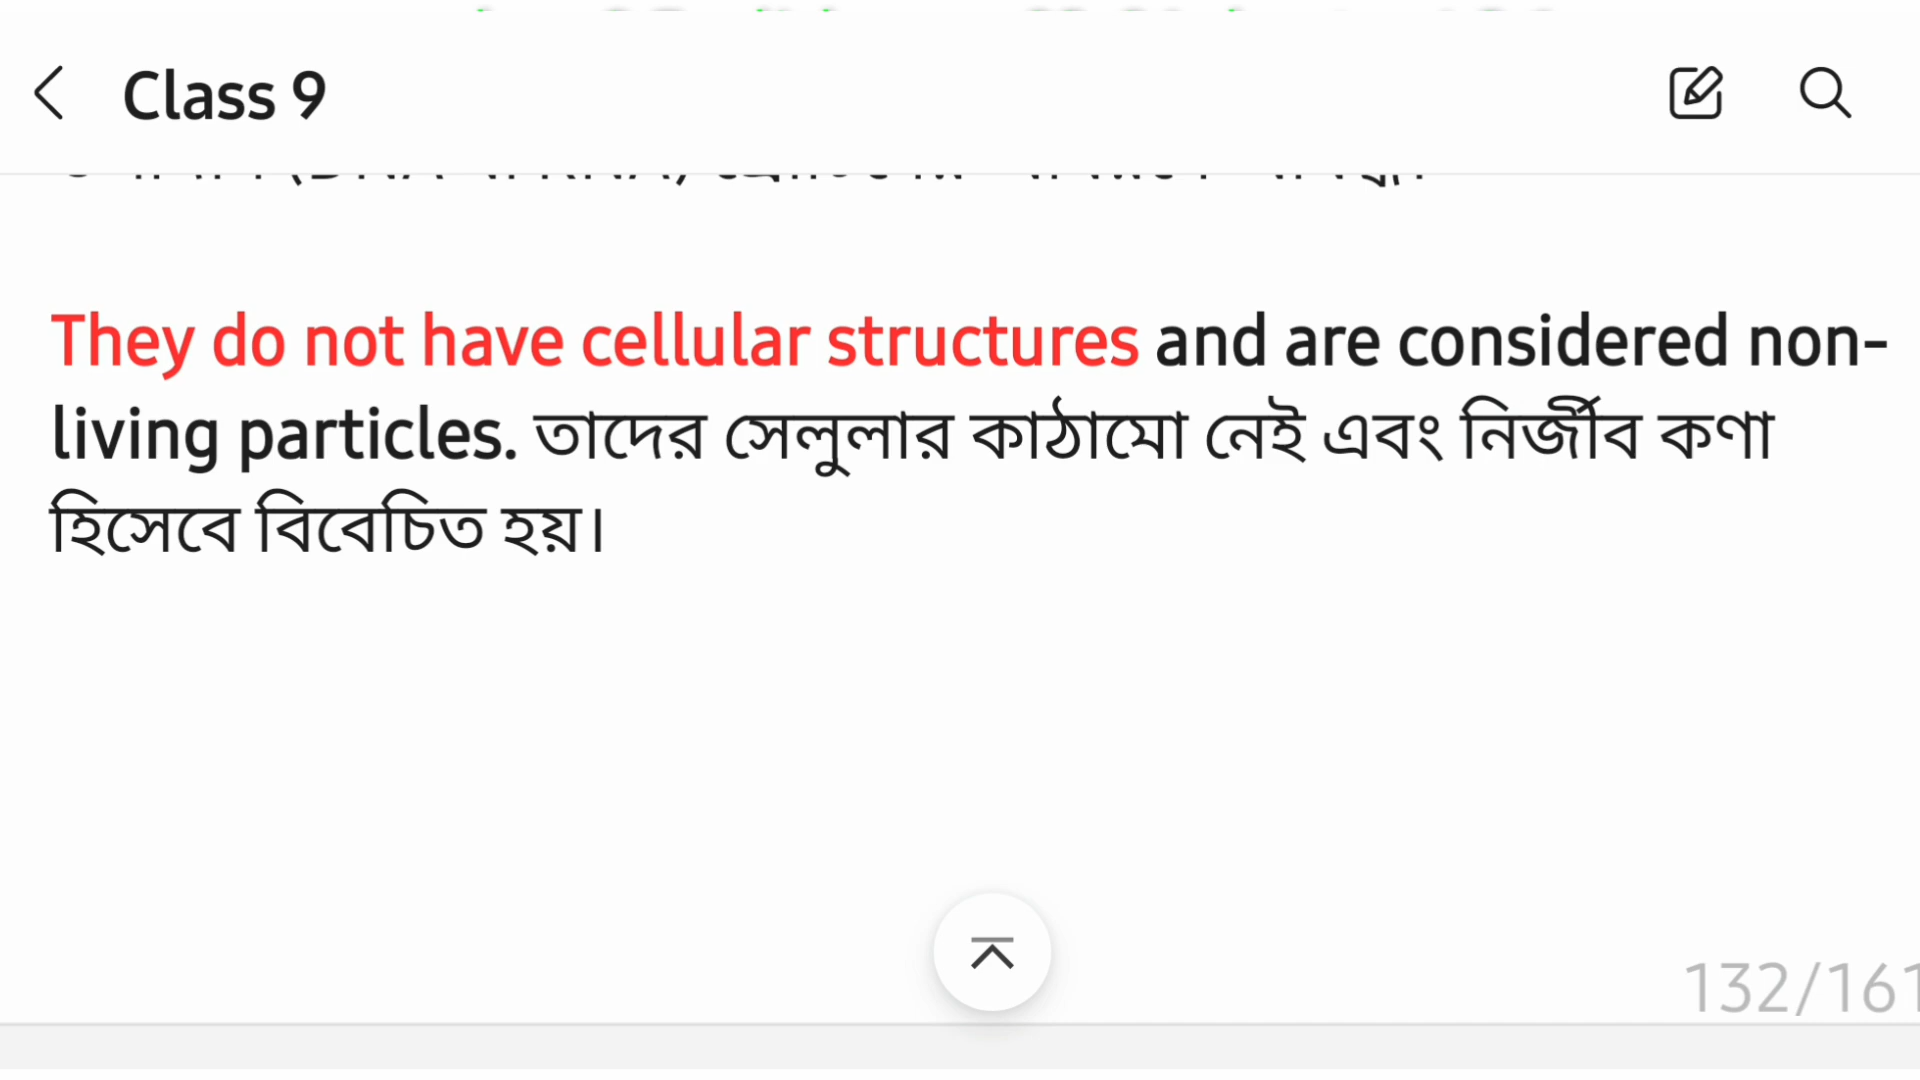 Class 9
They do not have cellular structures and are considered non-
living particles. তাদের সেলুলার কাঠামো নেই এবং নির্জীব কণা
হিসেবে বিবেচিত হয়।
132/161